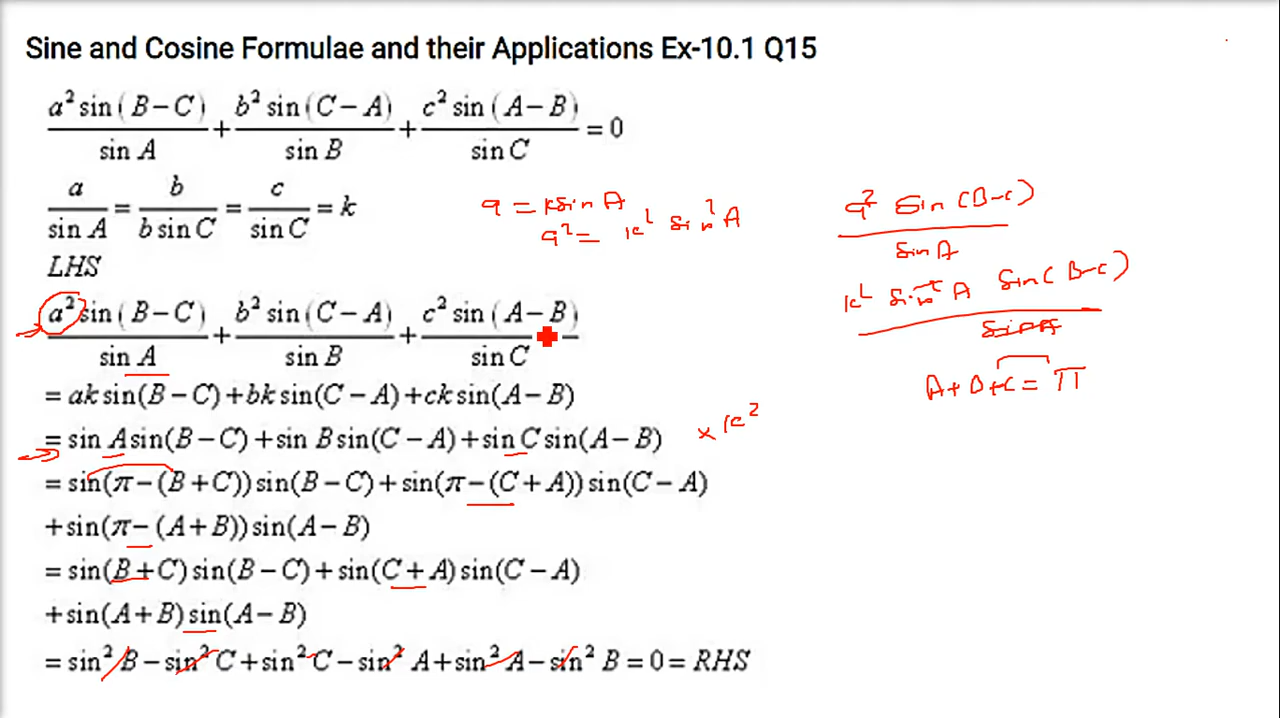 Sine and Cosine Formulae and their Applications Ex-10.1 Q15
a² sin(B−C)/sin A + b² sin(C−A)/sin B + c² sin(A−B)/sin C = 0
a/sin A = b/b sin C = c/sin C = k
a = k sin A
a² = k² sin² A
LHS
a² sin(B−C)/sin A + b² sin(C−A)/sin B + c² sin(A−B)/sin C
= ak sin(B−C) + bk sin(C−A) + ck sin(A−B)
= sin A sin(B−C) + sin B sin(C−A) + sin C sin(A−B)
× k²
= sin(π−(B+C)) sin(B−C) + sin(π−(C+A)) sin(C−A)
+ sin(π−(A+B)) sin(A−B)
= sin(B+C) sin(B−C) + sin(C+A) sin(C−A)
+ sin(A+B) sin(A−B)
= sin² B − sin² C + sin² C − sin² A + sin² A − sin² B = 0 = RHS
a² sin(B−C)
sin A
k² sin² A sin(B−C)
sin A
A+B+C = π